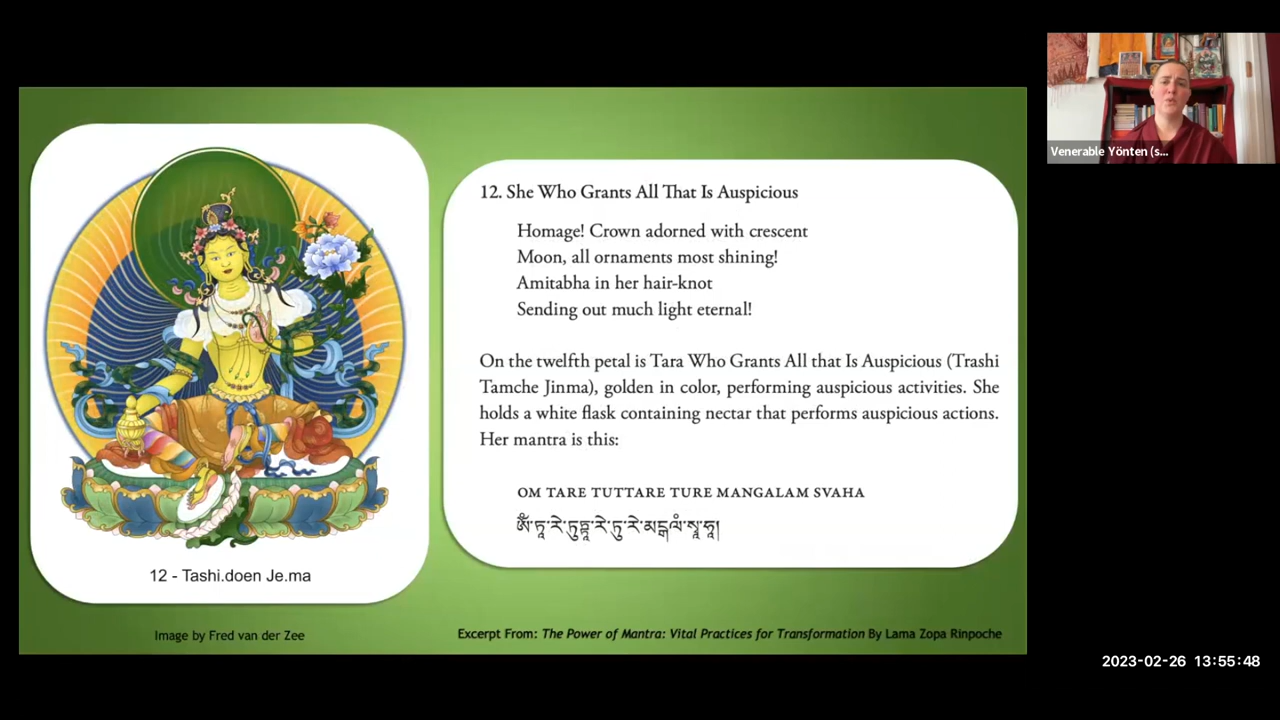 12. She Who Grants All That Is Auspicious
Homage! Crown adorned with crescent
Moon, all ornaments most shining!
Amitabha in her hair-knot
Sending out much light eternal!
On the twelfth petal is Tara Who Grants All that Is Auspicious (Trashi
Tamche Jinma), golden in color, performing auspicious activities. She
holds a white flask containing nectar that performs auspicious actions.
Her mantra is this:
OM TARE TUTTARE TURE MANGALAM SVAHA
ༀ་ཏཱ་རེ་ཏུཏྟཱ་རེ་ཏུ་རེ་མངྒལཾ་སྭཱ་ཧཱ།
12 - Tashi.doen Je.ma
Image by Fred van der Zee
Excerpt From: The Power of Mantra: Vital Practices for Transformation By Lama Zopa Rinpoche
Venerable Yönten (s...
2023-02-26 13:55:48